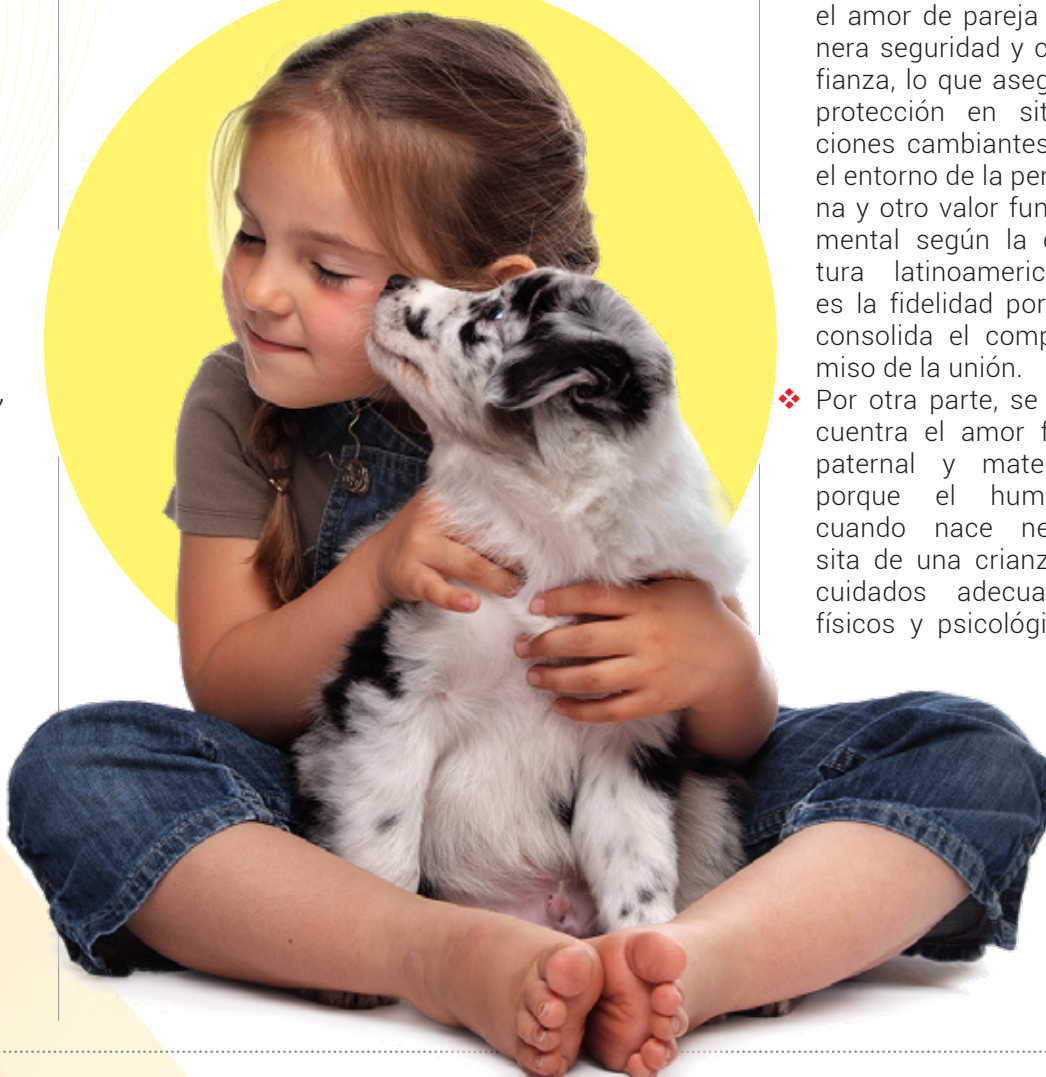 el amor de pareja
nera seguridad y c
fianza, lo que aseg
protección en sit
ciones cambiantes
el entorno de la per
na y otro valor fun
mental según la c
tura latinoameric
es la fidelidad por
consolida el comp
miso de la unión.
❖ Por otra parte, se
cuentra el amor f
paternal y mate
porque el hum
cuando nace ne
sita de una crianz
cuidados adecua
físicos y psicológi
,